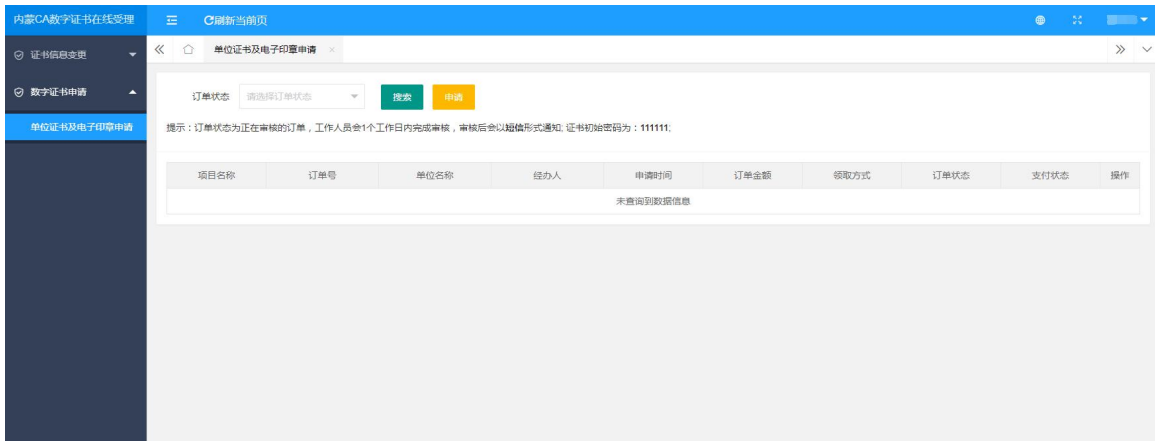 内蒙CA数字证书在线受理
刷新当前页
证书信息变更
单位证书及电子印章申请
数字证书申请
订单状态 请选择订单状态 搜索 申请
单位证书及电子印章申请
提示：订单状态为正在审核的订单，工作人员会1个工作日内完成审核，审核后会以短信形式通知; 证书初始密码为：111111;
项目名称 订单号 单位名称 经办人 申请时间 订单金额 领取方式 订单状态 支付状态 操作
未查询到数据信息